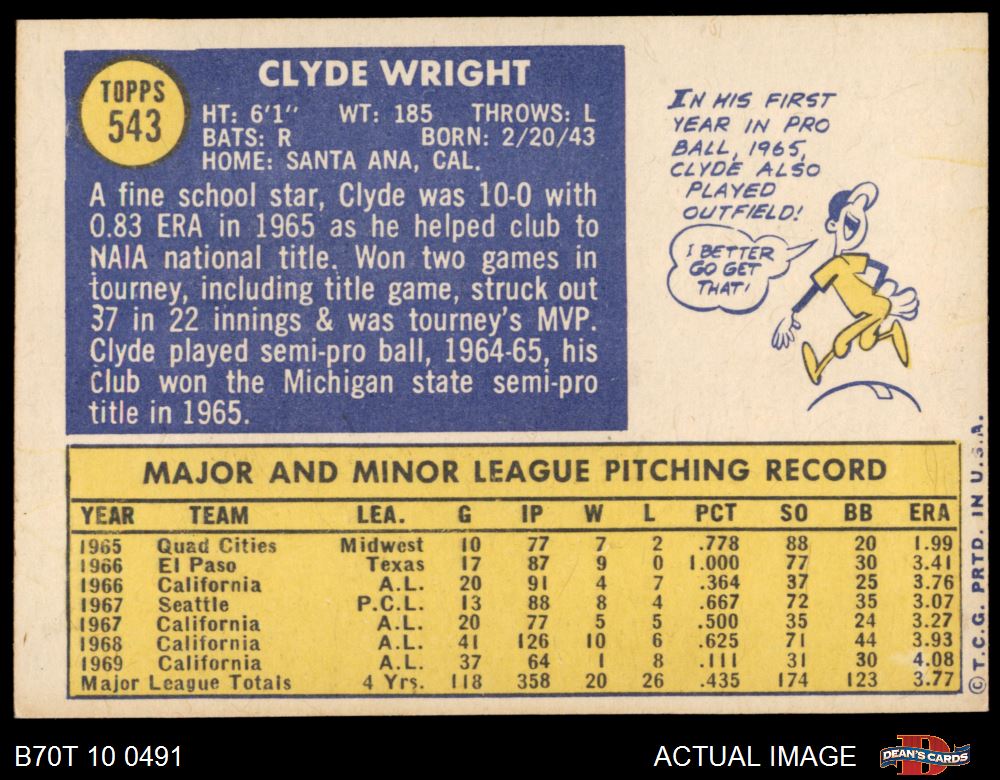 TOPPS
543
CLYDE WRIGHT
HT: 6'1" WT: 185 THROWS: L
BATS: R BORN: 2/20/43
HOME: SANTA ANA, CAL.
A fine school star, Clyde was 10-0 with
0.83 ERA in 1965 as he helped club to
NAIA national title. Won two games in
tourney, including title game, struck out
37 in 22 innings & was tourney's MVP.
Clyde played semi-pro ball, 1964-65, his
Club won the Michigan state semi-pro
title in 1965.
IN HIS FIRST
YEAR IN PRO
BALL, 1965,
CLYDE ALSO
PLAYED
OUTFIELD!
I BETTER
GO GET
THAT!
MAJOR AND MINOR LEAGUE PITCHING RECORD
YEAR TEAM LEA. G IP W L PCT SO BB ERA
1965 Quad Cities Midwest 10 77 7 2 .778 88 20 1.99
1966 El Paso Texas 17 87 9 0 1.000 77 30 3.41
1966 California A.L. 20 91 4 7 .364 37 25 3.76
1967 Seattle P.C.L. 13 88 8 4 .667 72 35 3.07
1967 California A.L. 20 77 5 5 .500 35 24 3.27
1968 California A.L. 41 126 10 6 .625 71 44 3.93
1969 California A.L. 37 64 1 8 .111 31 30 4.08
Major League Totals 4 Yrs. 118 358 20 26 .435 174 123 3.77
© T.C.G. PRTD. IN U.S.A.
B70T 10 0491
ACTUAL IMAGE
DEAN'S CARDS